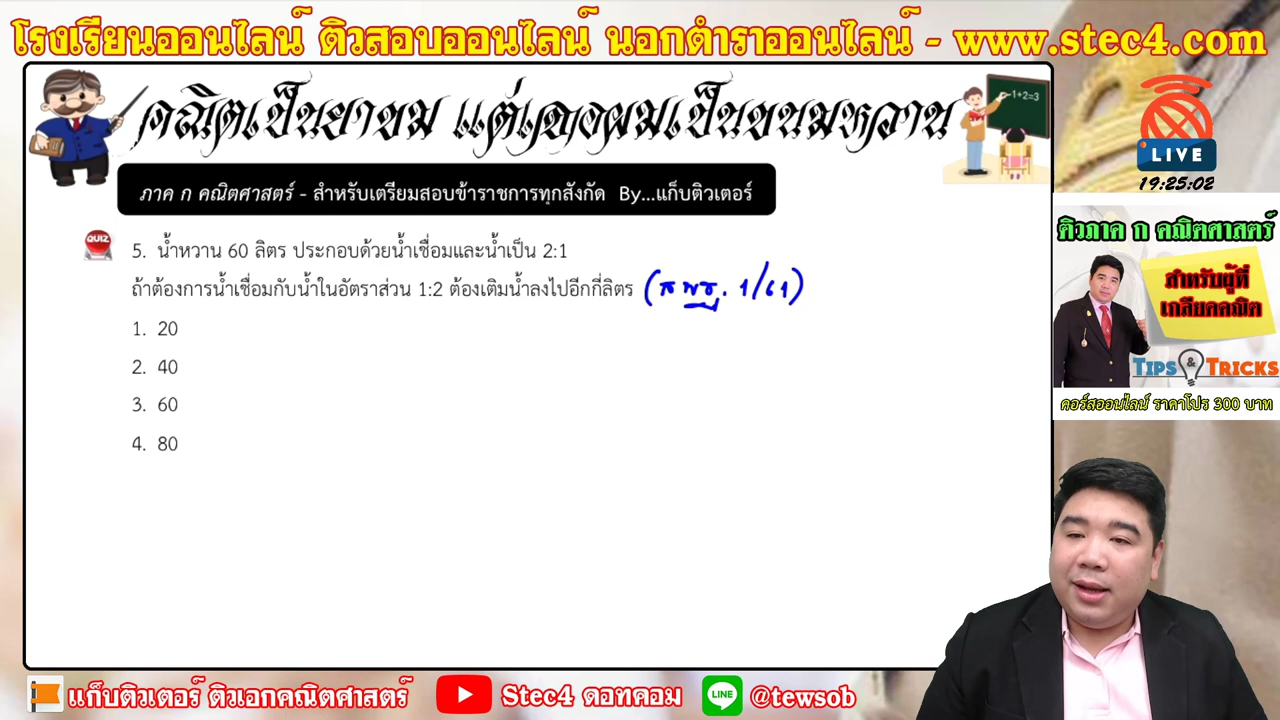 โรงเรียนออนไลน์ ติวสอบออนไลน์ นอกตำราออนไลน์ - www.stec4.com
คณิตเป็นยาขม แต่เคาผมเป็นขนมหวาน
1+2=3
LIVE
19:25:02
ภาค ก คณิตศาสตร์ - สำหรับเตรียมสอบข้าราชการทุกสังกัด By...แก็บติวเตอร์
ติวภาค ก คณิตศาสตร์
สำหรับผู้ที่
เกลียดคณิต
TIPS & TRICKS
คอร์สออนไลน์ ราคาโปร 300 บาท
QUIZ
5. น้ำหวาน 60 ลิตร ประกอบด้วยน้ำเชื่อมและน้ำเป็น 2:1
ถ้าต้องการน้ำเชื่อมกับน้ำในอัตราส่วน 1:2 ต้องเติมน้ำลงไปอีกกี่ลิตร (สพฐ. 1/61)
1. 20
2. 40
3. 60
4. 80
แก็บติวเตอร์ ติวเอกคณิตศาสตร์
Stec4 ดอทคอม
LINE
@tewsob